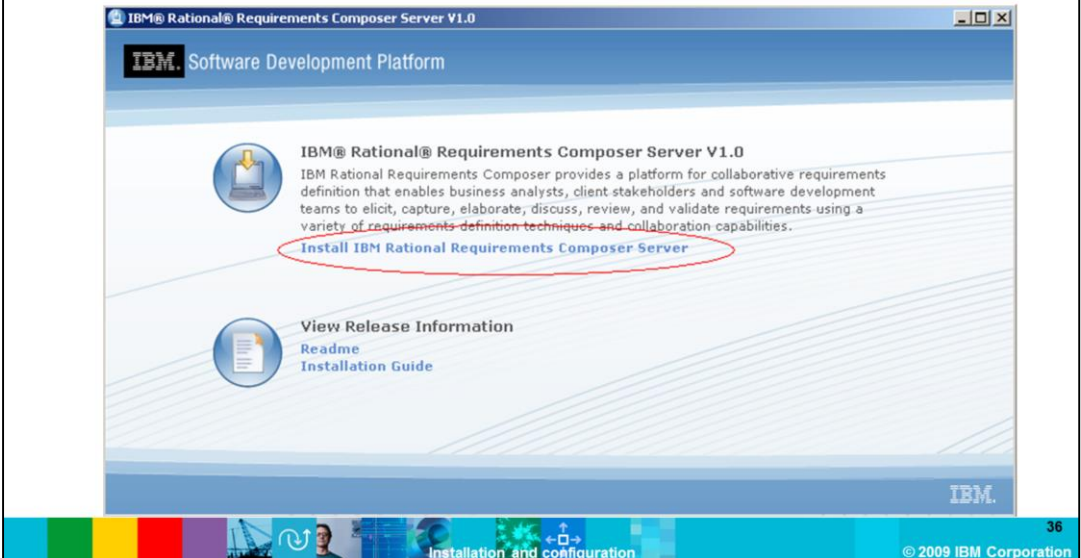 IBM® Rational® Requirements Composer Server V1.0
IBM. Software Development Platform
IBM® Rational® Requirements Composer Server V1.0
IBM Rational Requirements Composer provides a platform for collaborative requirements
definition that enables business analysts, client stakeholders and software development
teams to elicit, capture, elaborate, discuss, review, and validate requirements using a
variety of requirements definition techniques and collaboration capabilities.
Install IBM Rational Requirements Composer Server
View Release Information
Readme
Installation Guide
IBM.
36
Installation and configuration
© 2009 IBM Corporation